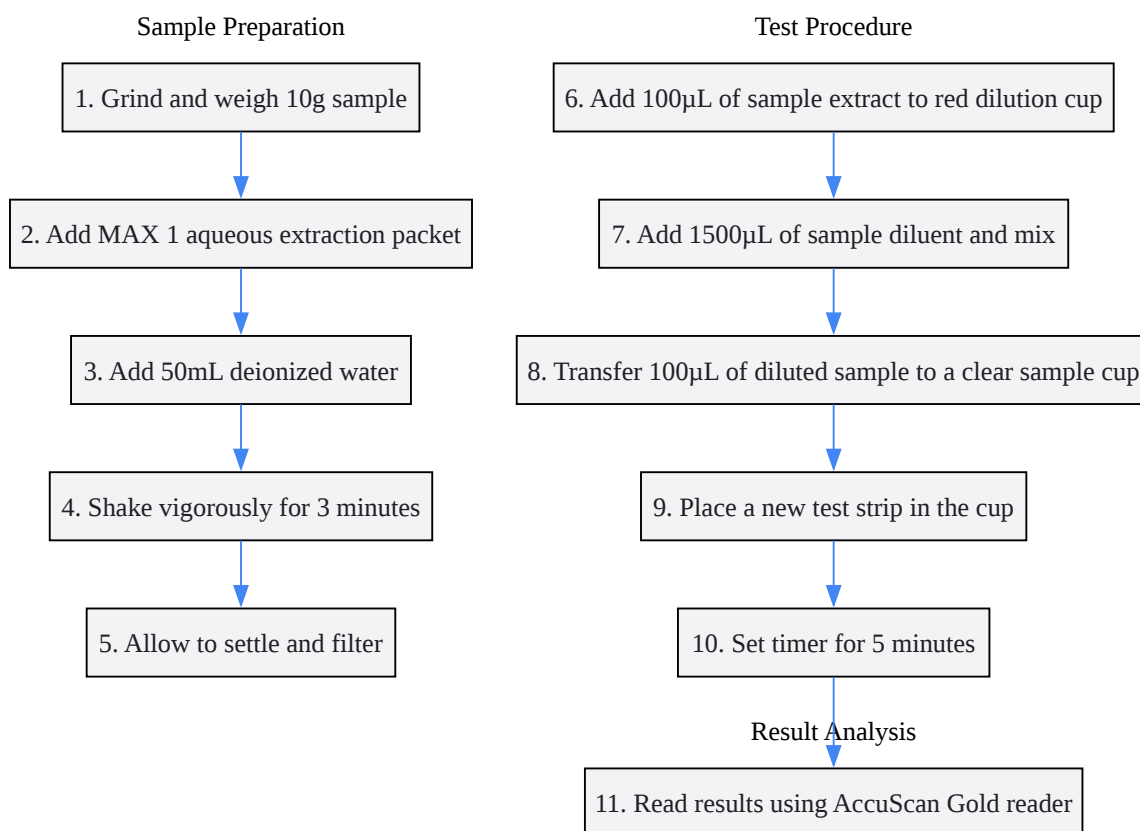 Sample Preparation
1. Grind and weigh 10g sample
2. Add MAX 1 aqueous extraction packet
3. Add 50mL deionized water
4. Shake vigorously for 3 minutes
5. Allow to settle and filter
Test Procedure
6. Add 100µL of sample extract to red dilution cup
7. Add 1500µL of sample diluent and mix
8. Transfer 100µL of diluted sample to a clear sample cup
9. Place a new test strip in the cup
10. Set timer for 5 minutes
Result Analysis
11. Read results using AccuScan Gold reader